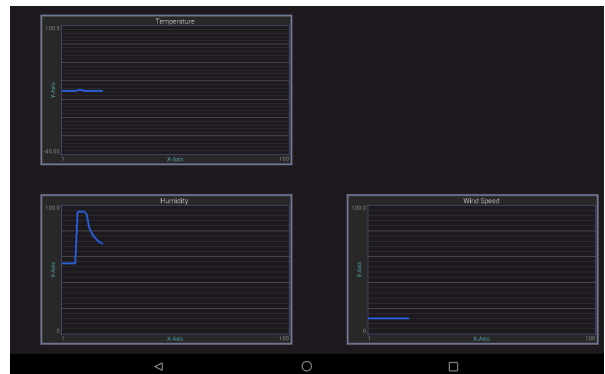 Temperature
100.0
Y-Axis
-40.00
1 X-Axis 100
Humidity
100.0
Y-Axis
0
1 X-Axis 100
Wind Speed
100.0
Y-Axis
0
1 X-Axis 100